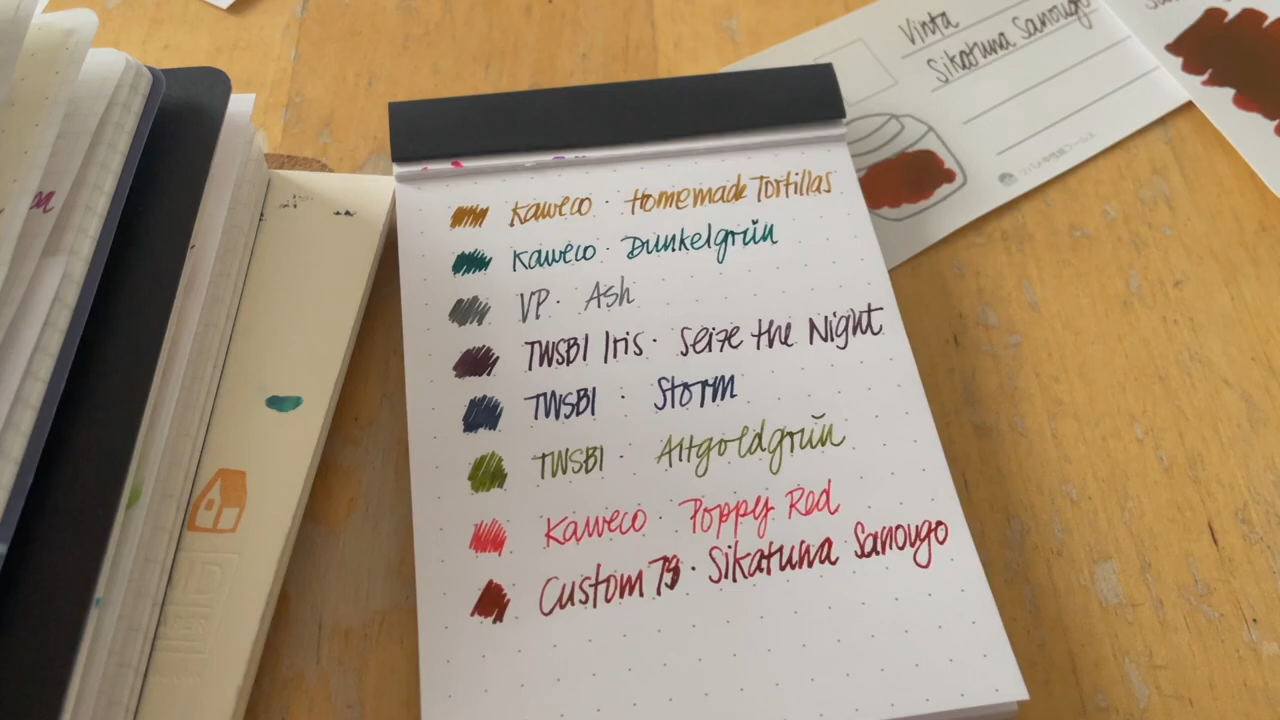 Vinta
Sikatuna Sanougo
Kaweco · Homemade Tortillas
Kaweco · Dunkelgrün
VP · Ash
TWSBI Iris · Seize the Night
TWSBI · Storm
TWSBI · Altgoldgrün
Kaweco · Poppy Red
Custom 73 · Sikatuna Sanougo